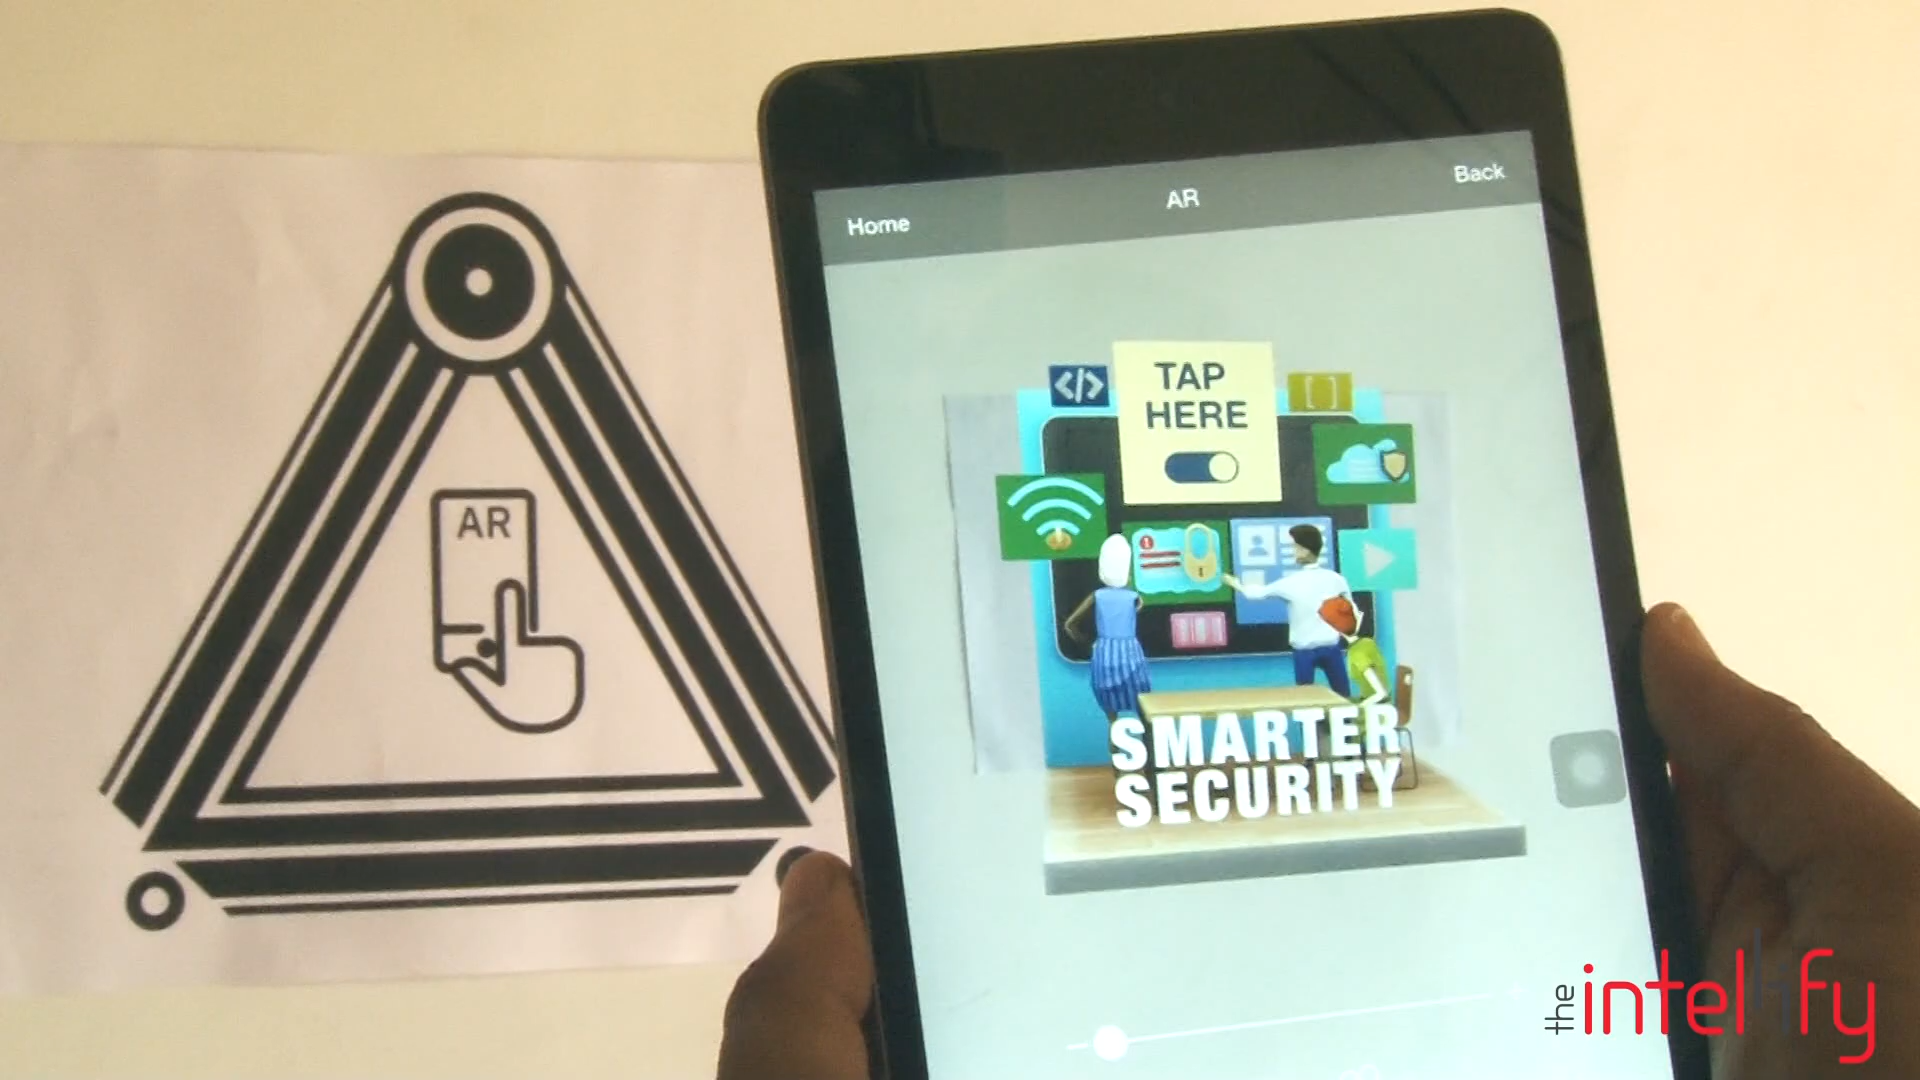 AR
Home
AR
Back
</>
TAP
HERE
[ ]
SMARTER
SECURITY
the
intellify